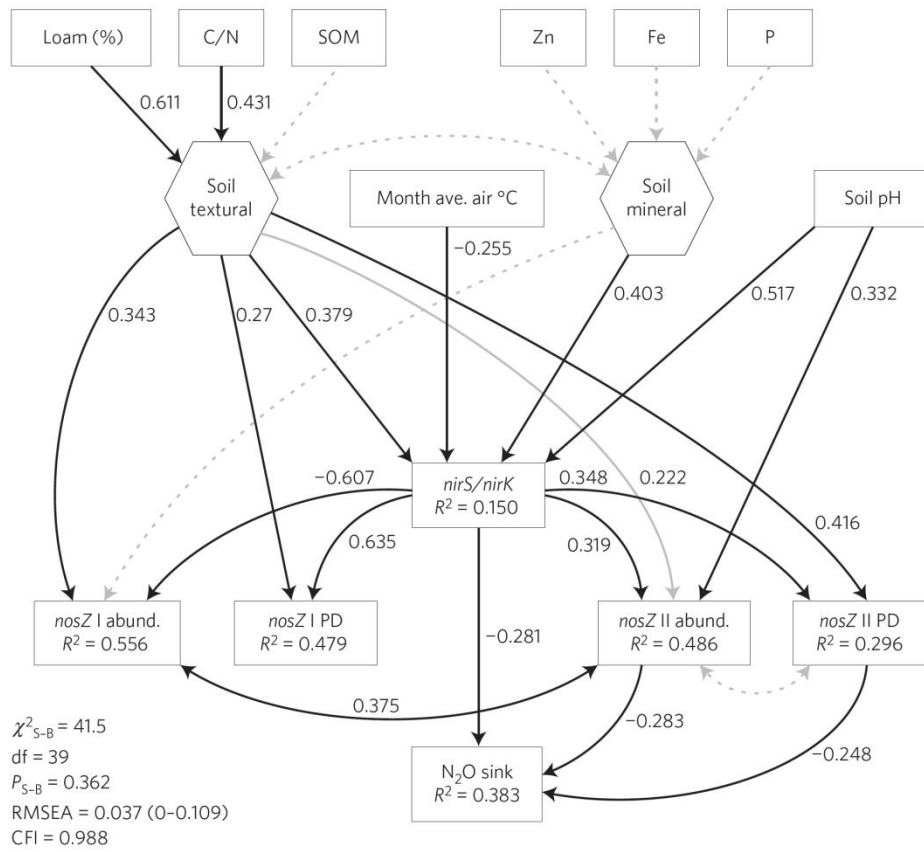 Loam (%)
C/N
SOM
Zn
Fe
P
0.611
0.431
Soil
textural
Month ave. air °C
Soil
mineral
Soil pH
−0.255
0.343
0.27
0.379
0.403
0.517
0.332
−0.607
nirS/nirK
R² = 0.150
0.348
0.222
0.635
0.319
0.416
nosZ I abund.
R² = 0.556
nosZ I PD
R² = 0.479
−0.281
nosZ II abund.
R² = 0.486
nosZ II PD
R² = 0.296
0.375
−0.283
−0.248
χ²S-B = 41.5
df = 39
PS-B = 0.362
RMSEA = 0.037 (0–0.109)
CFI = 0.988
N₂O sink
R² = 0.383